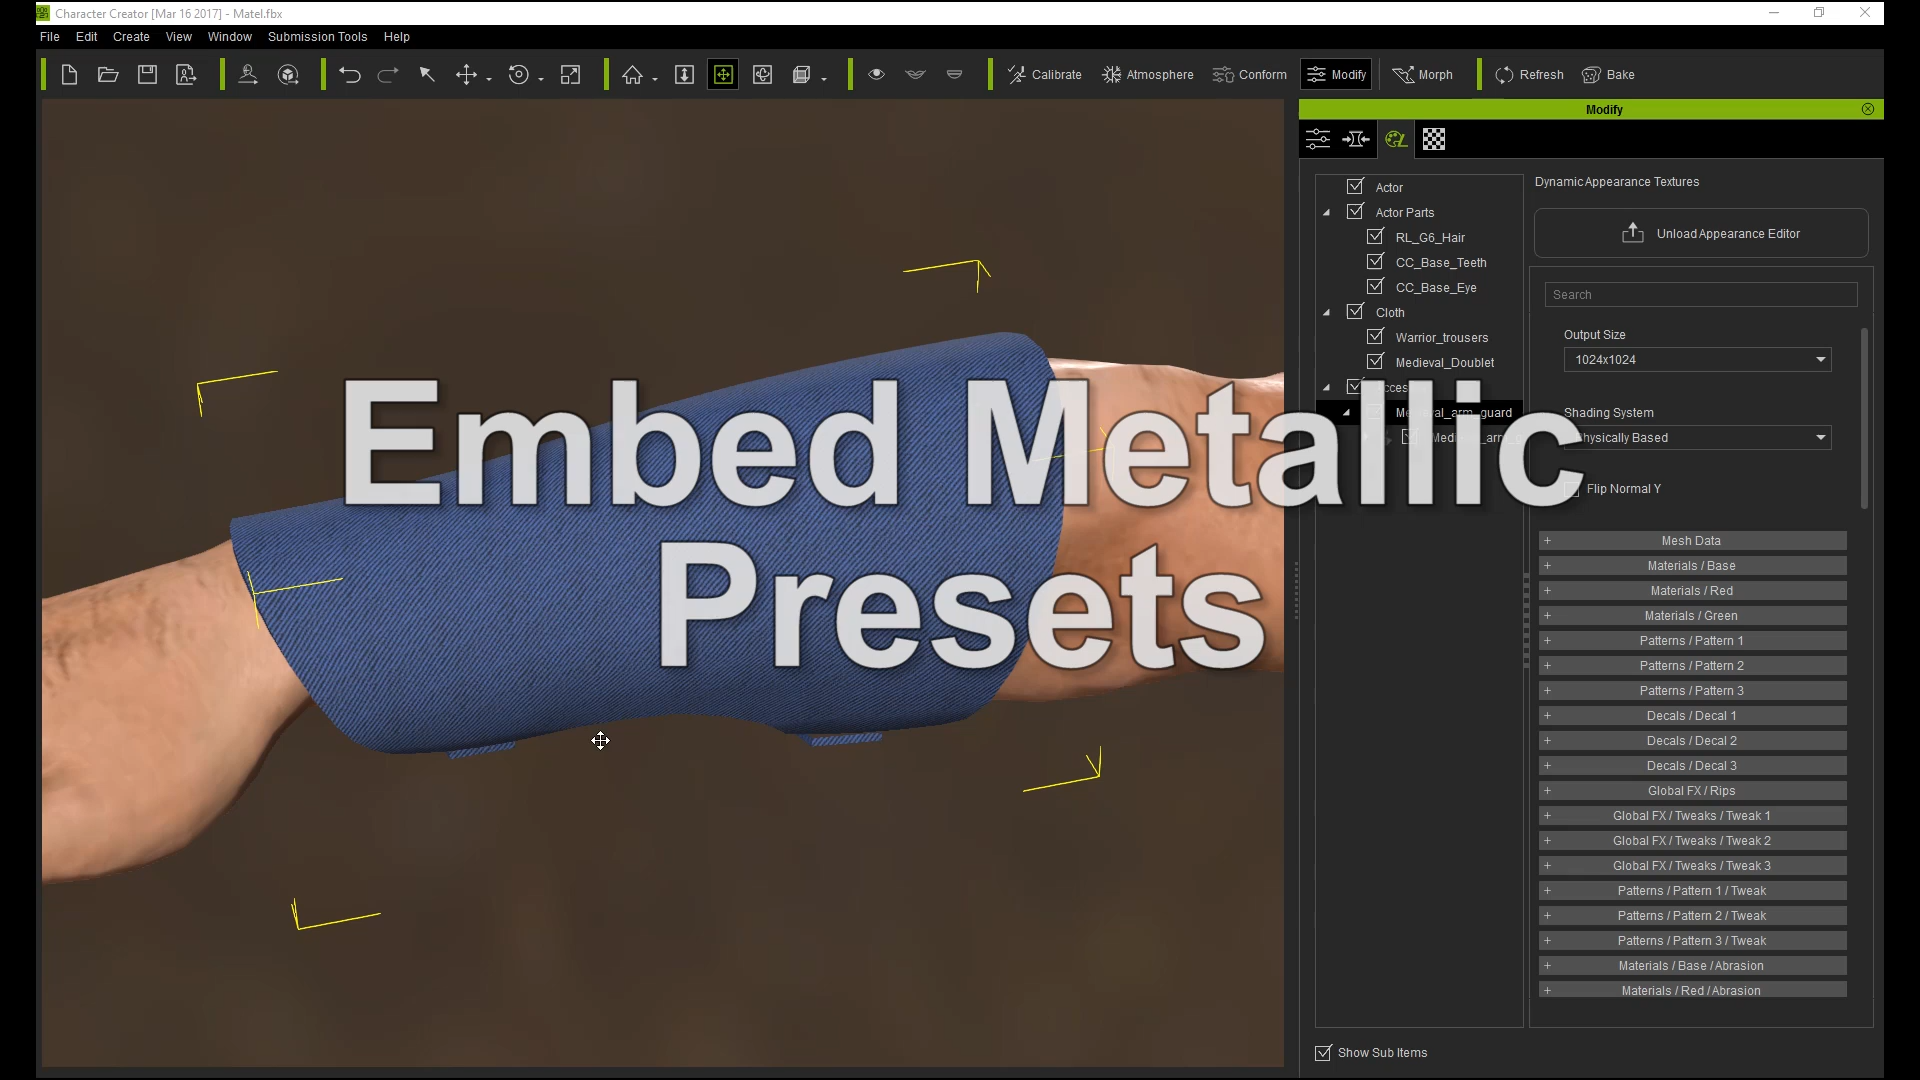 Character Creator [Mar 16 2017] - Matel.fbx
File Edit Create View Window Submission Tools Help
Calibrate Atmosphere Conform Modify Morph Refresh Bake
Modify
Actor
Actor Parts
RL_G6_Hair
CC_Base_Teeth
CC_Base_Eye
Cloth
Warrior_trousers
Medieval_Doublet
Dynamic Appearance Textures
Unload Appearance Editor
Search
Output Size
1024x1024
Shading System
Physically Based
Flip Normal Y
Embed Metallic
Presets
Mesh Data
Materials / Base
Materials / Red
Materials / Green
Patterns / Pattern 1
Patterns / Pattern 2
Patterns / Pattern 3
Decals / Decal 1
Decals / Decal 2
Decals / Decal 3
Global FX / Rips
Global FX / Tweaks / Tweak 1
Global FX / Tweaks / Tweak 2
Global FX / Tweaks / Tweak 3
Patterns / Pattern 1 / Tweak
Patterns / Pattern 2 / Tweak
Patterns / Pattern 3 / Tweak
Materials / Base / Abrasion
Materials / Red / Abrasion
Show Sub Items